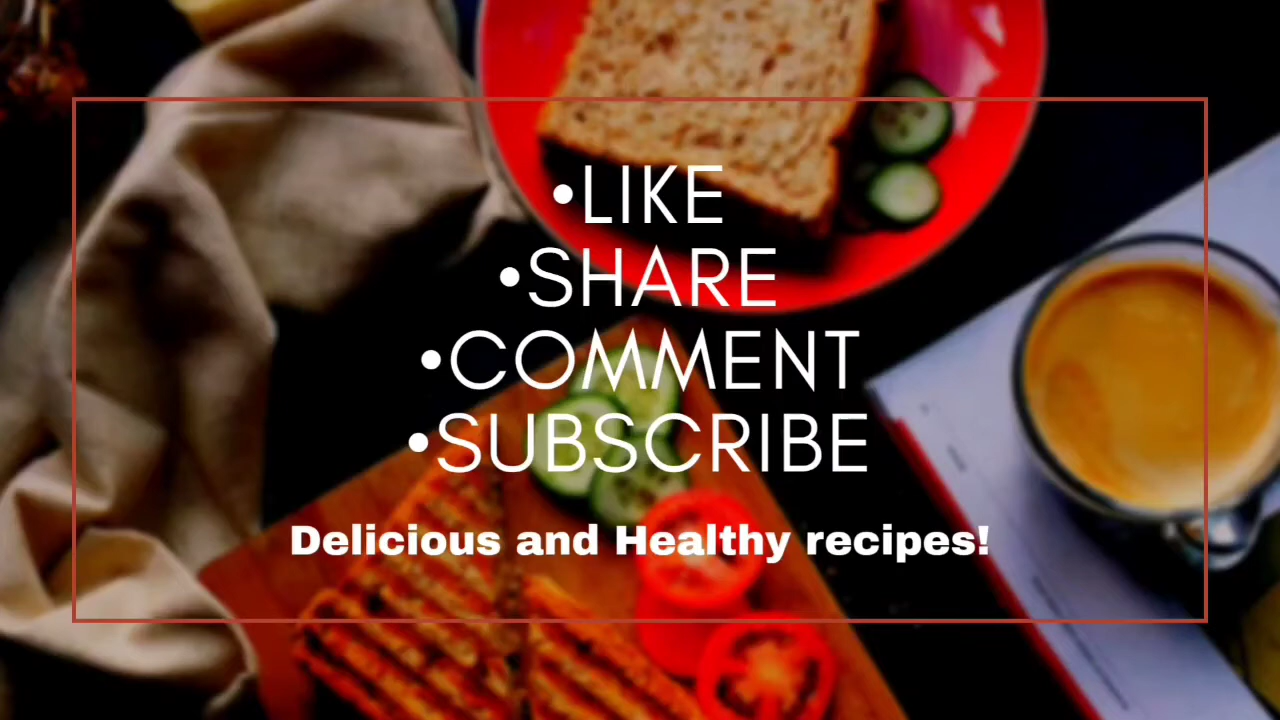 •LIKE
•SHARE
•COMMENT
•SUBSCRIBE
Delicious and Healthy recipes!